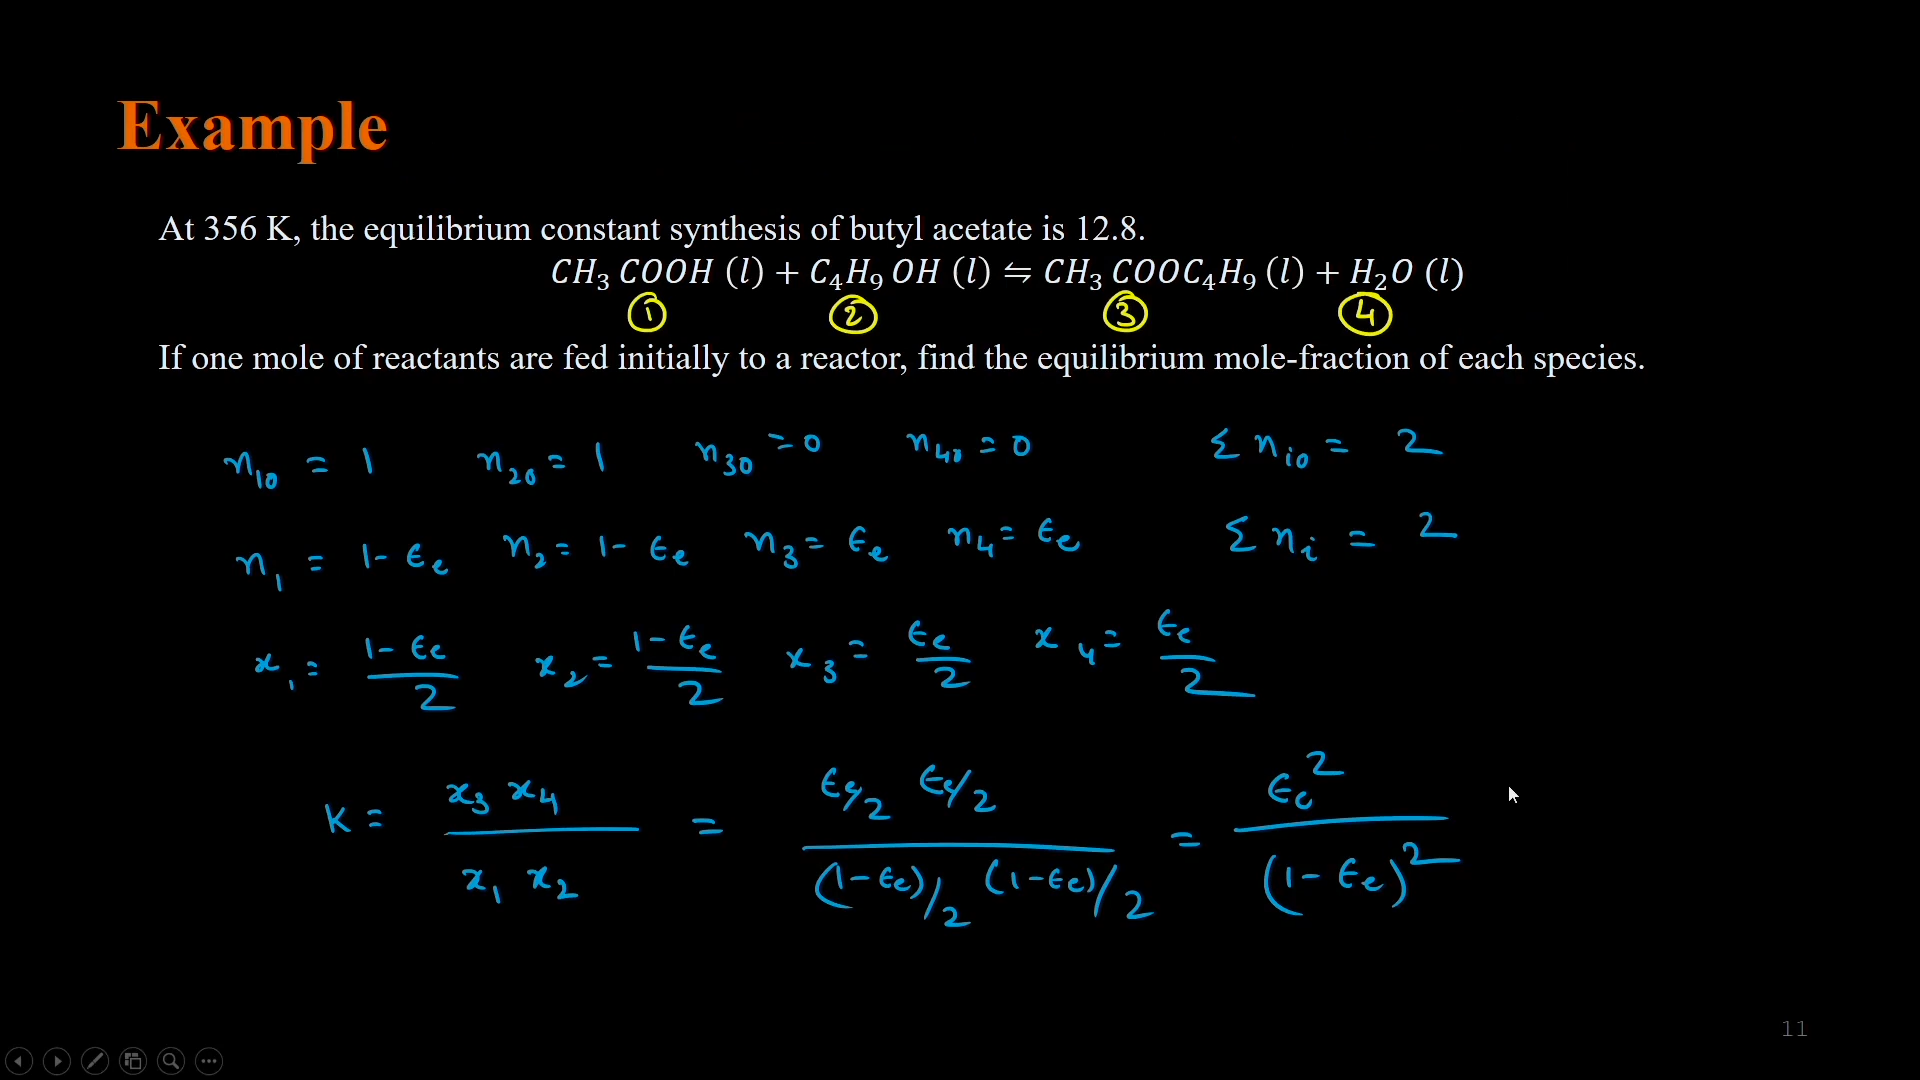 Example
At 356 K, the equilibrium constant synthesis of butyl acetate is 12.8.
CH₃ COOH (l) + C₄H₉ OH (l) ⇋ CH₃ COOC₄H₉ (l) + H₂O (l)
① ② ③ ④
If one mole of reactants are fed initially to a reactor, find the equilibrium mole-fraction of each species.
n₁₀ = 1 n₂₀ = 1 n₃₀ = 0 n₄₀ = 0 Σ nᵢ₀ = 2
n₁ = 1 - ϵₑ n₂ = 1 - ϵₑ n₃ = ϵₑ n₄ = ϵₑ Σ nᵢ = 2
x₁ = (1 - ϵₑ)/2 x₂ = (1 - ϵₑ)/2 x₃ = ϵₑ/2 x₄ = ϵₑ/2
K = x₃ x₄ / x₁ x₂ = ϵₑ/2 ϵₑ/2 / (1-ϵₑ)/2 (1-ϵₑ)/2 = ϵₑ² / (1-ϵₑ)²
11